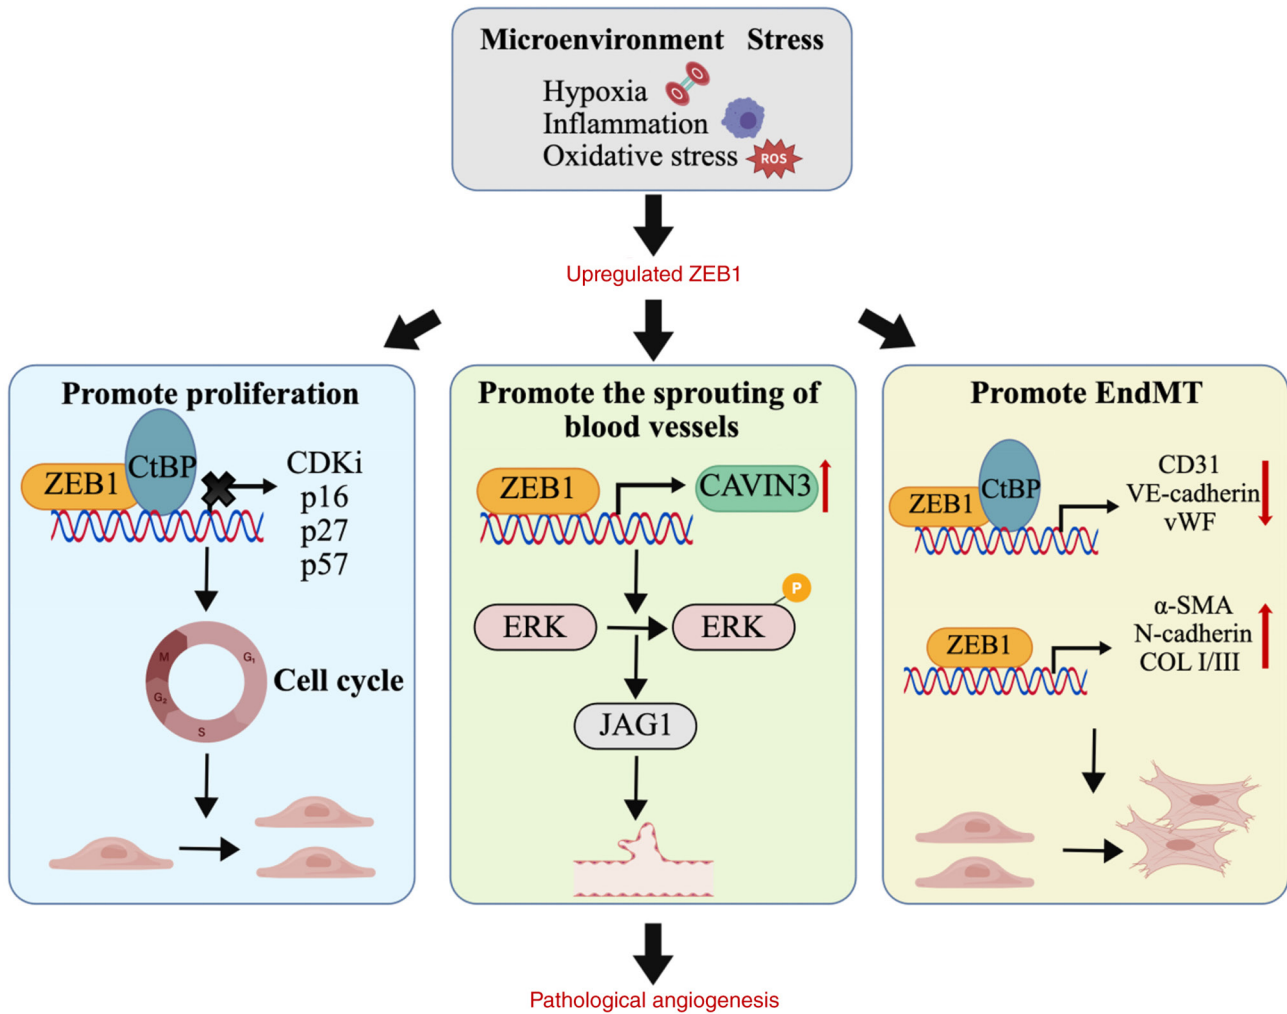 Microenvironment Stress
Hypoxia
Inflammation
Oxidative stress
ROS
Upregulated ZEB1
Promote proliferation
ZEB1
CtBP
CDKi
p16
p27
p57
M
G1
G2
S
Cell cycle
Promote the sprouting of
blood vessels
ZEB1
CAVIN3
ERK
ERK
P
JAG1
Promote EndMT
ZEB1
CtBP
CD31
VE-cadherin
vWF
ZEB1
α-SMA
N-cadherin
COL I/III
Pathological angiogenesis